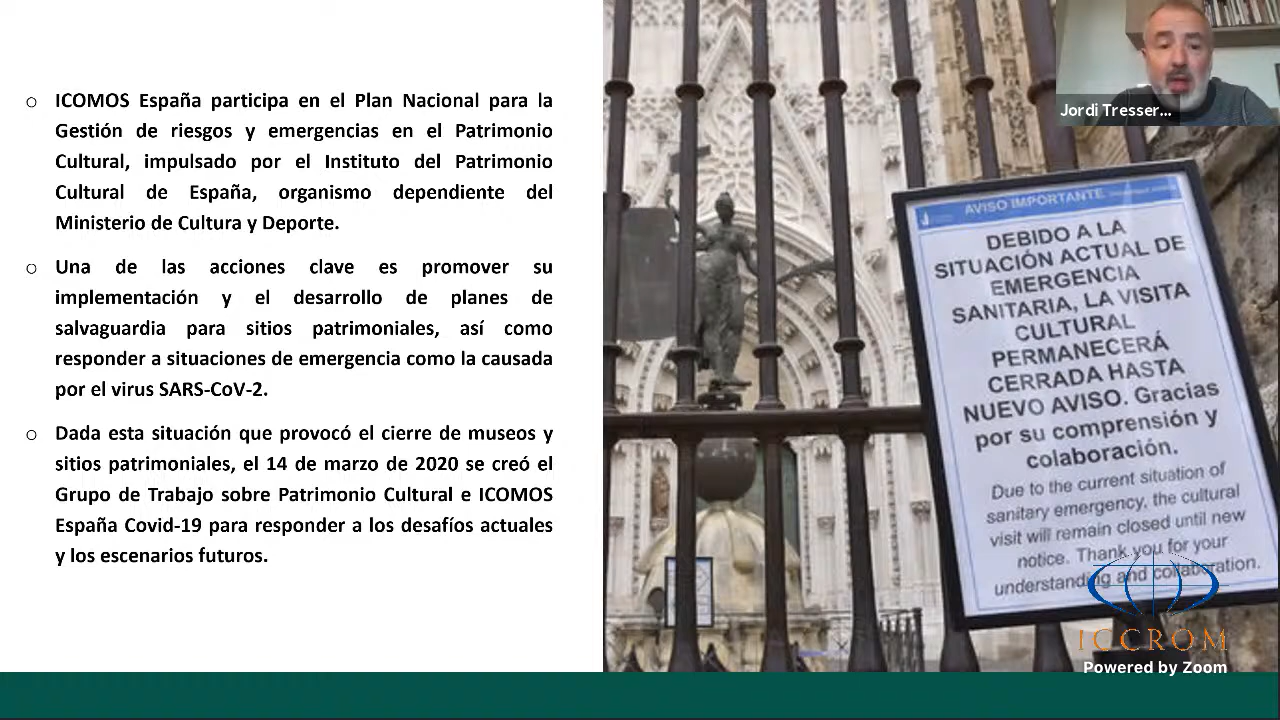 ICOMOS España participa en el Plan Nacional para la
Gestión de riesgos y emergencias en el Patrimonio
Cultural, impulsado por el Instituto del Patrimonio
Cultural de España, organismo dependiente del
Ministerio de Cultura y Deporte.
Una de las acciones clave es promover su
implementación y el desarrollo de planes de
salvaguardia para sitios patrimoniales, así como
responder a situaciones de emergencia como la causada
por el virus SARS-CoV-2.
Dada esta situación que provocó el cierre de museos y
sitios patrimoniales, el 14 de marzo de 2020 se creó el
Grupo de Trabajo sobre Patrimonio Cultural e ICOMOS
España Covid-19 para responder a los desafíos actuales
y los escenarios futuros.
Jordi Tresser...
AVISO IMPORTANTE
DEBIDO A LA
SITUACIÓN ACTUAL DE
EMERGENCIA
SANITARIA, LA VISITA
CULTURAL
PERMANECERÁ
CERRADA HASTA
NUEVO AVISO. Gracias
por su comprensión y
colaboración.
Due to the current situation of
sanitary emergency, the cultural
visit will remain closed until new
notice. Thank you for your
understanding and collaboration.
ICCROM
Powered by Zoom